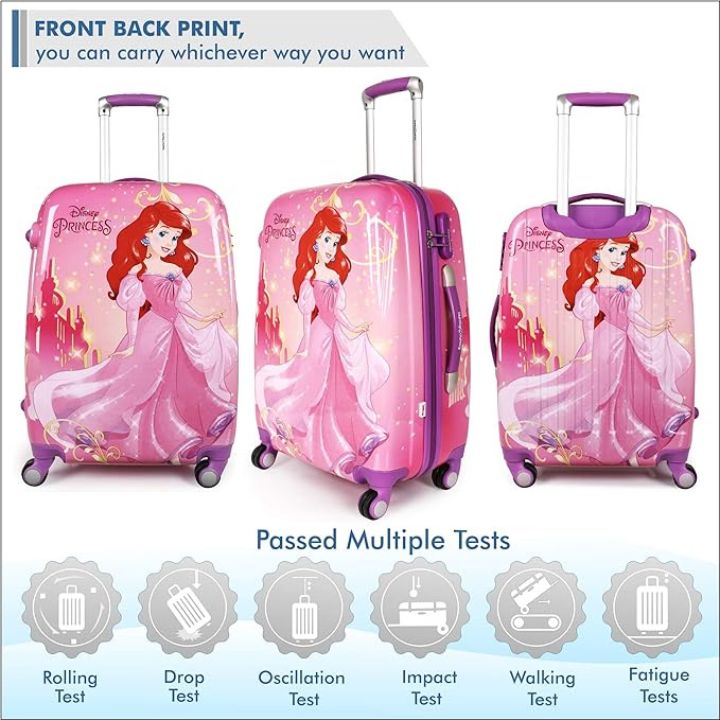 FRONT BACK PRINT,
you can carry whichever way you want
Disney
PRINCESS
Disney
PRINCESS
Disney
PRINCESS
Passed Multiple Tests
Rolling
Test
Drop
Test
Oscillation
Test
Impact
Test
Walking
Test
Fatigue
Tests